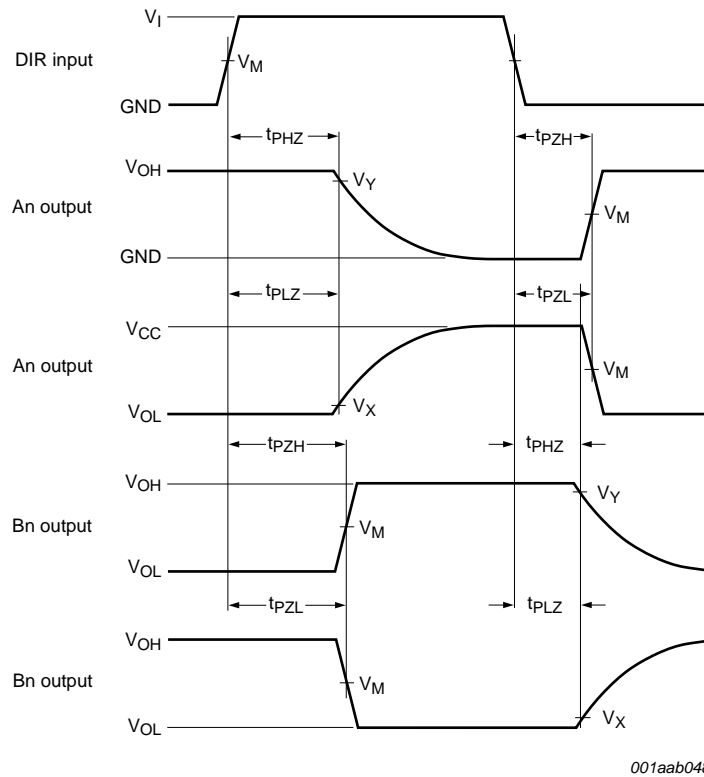 V_I
DIR input
V_M
GND
t_PHZ
t_PZH
V_OH
V_Y
An output
V_M
GND
t_PLZ
t_PZL
V_CC
An output
V_M
V_X
V_OL
t_PZH
t_PHZ
V_OH
V_Y
Bn output
V_M
V_OL
t_PZL
t_PLZ
V_OH
Bn output
V_M
V_X
V_OL
001aab048